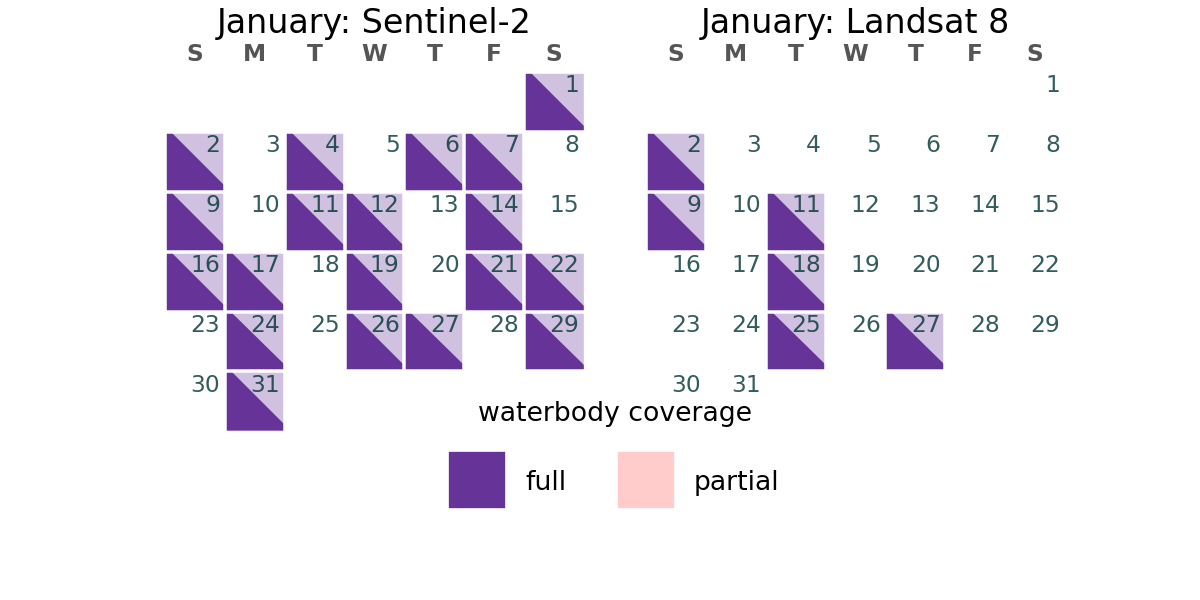 January: Sentinel-2
S M T W T F S
1
2 3 4 5 6 7 8
9 10 11 12 13 14 15
16 17 18 19 20 21 22
23 24 25 26 27 28 29
30 31
January: Landsat 8
S M T W T F S
1
2 3 4 5 6 7 8
9 10 11 12 13 14 15
16 17 18 19 20 21 22
23 24 25 26 27 28 29
30 31
waterbody coverage
full
partial